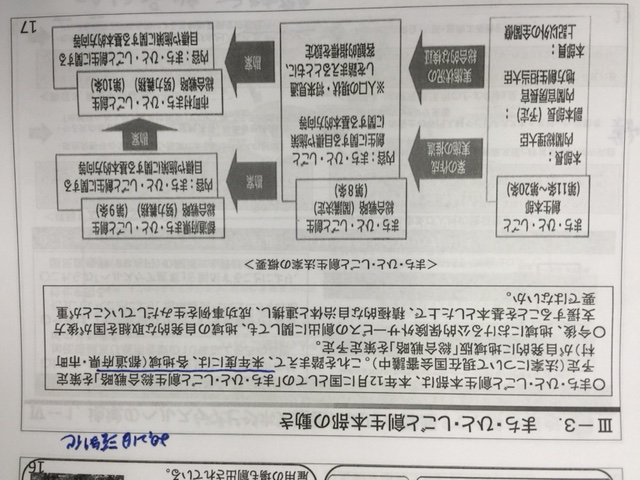 雇用の場も創出されている。
16
Ⅲ－3. まち・ひと・しごと創生本部の動き
○まち・ひと・しごと創生本部は、本年12月に国としての「まち・ひと・しごと創生総合戦略」を策定
予定(法案について現在国会審議中)。これを踏まえて、来年度には、各地域(都道府県・市町
村)が自発的に地域版「総合戦略」を策定予定。
○今後、地域における公的保険外サービスの創出に関しても、地域の自発的な取組を国が後方
支援することを基本とした上で、積極的な自治体と連携し、成功事例を生みだしていくことが重
要ではないか。
<まち・ひと・しごと創生法案の概要>
まち・ひと・しごと
創生本部
(第11条～第20条)
本部長:
内閣総理大臣
副本部長(予定):
内閣官房長官
地方創生担当大臣
本部員:
上記以外の全閣僚
案の作成
実施の推進
実施状況の
総合的な検証
まち・ひと・しごと創生
総合戦略(閣議決定)
(第8条)
内容:まち・ひと・しごと創生
に関する目標や施策
に関する基本的方向等
※人口の現状・将来見通
しを踏まえるとともに、
客観的指標を設定
勘案
勘案
都道府県まち・ひと・しごと創生
総合戦略(努力義務)(第9条)
内容:まち・ひと・しごと創生に関する
目標や施策に関する基本的方向等
勘案
市町村まち・ひと・しごと創生
総合戦略(努力義務)(第10条)
内容:まち・ひと・しごと創生に関する
目標や施策に関する基本的方向等
17